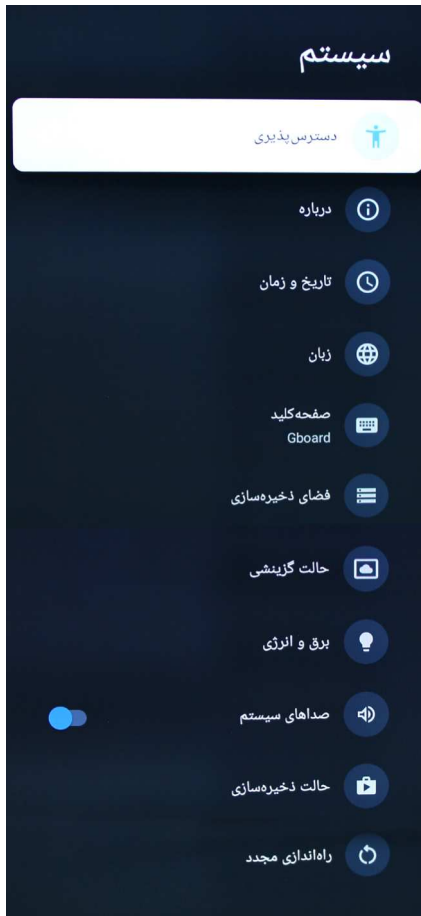 سیستم
دسترس‌پذیری
درباره
تاریخ و زمان
زبان
صفحه‌کلید
Gboard
فضای ذخیره‌سازی
حالت گزینشی
برق و انرژی
صداهای سیستم
حالت ذخیره‌سازی
راه‌اندازی مجدد